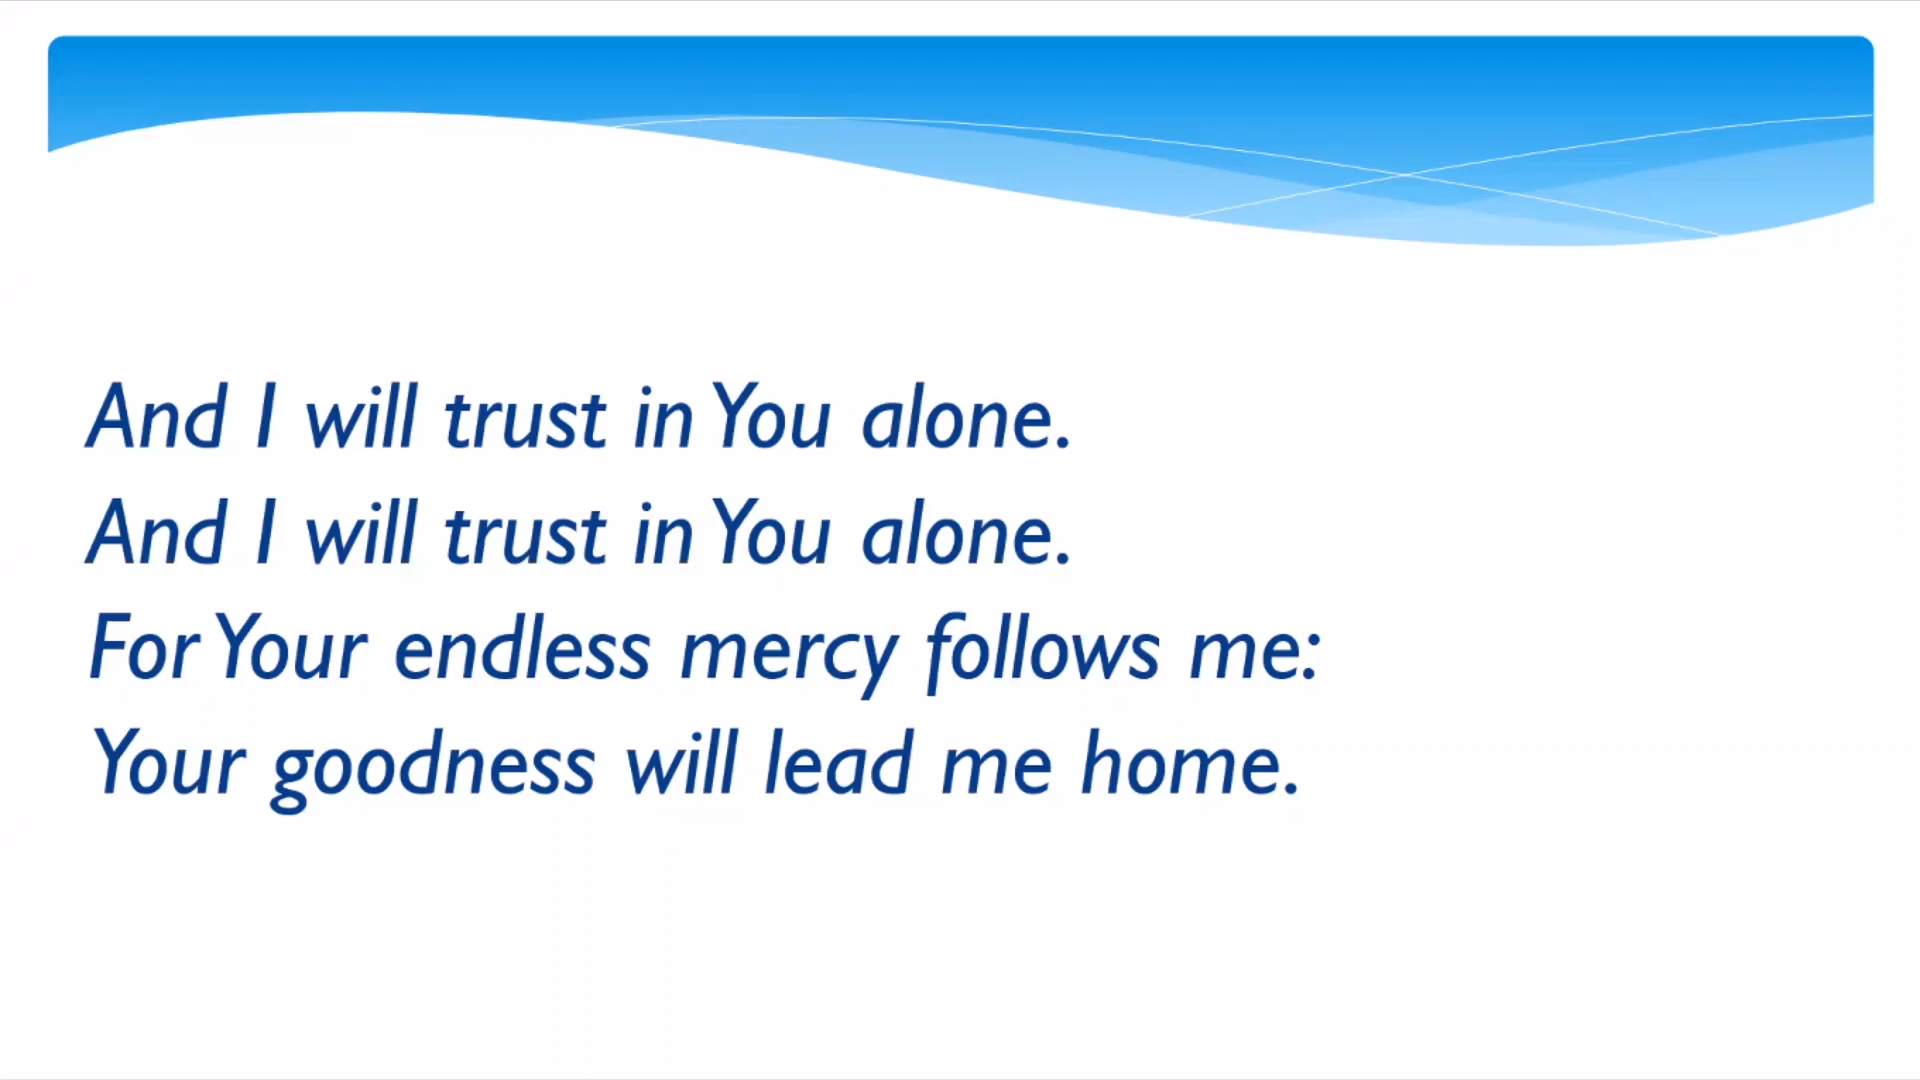 And I will trust in You alone.
And I will trust in You alone.
For Your endless mercy follows me:
Your goodness will lead me home.